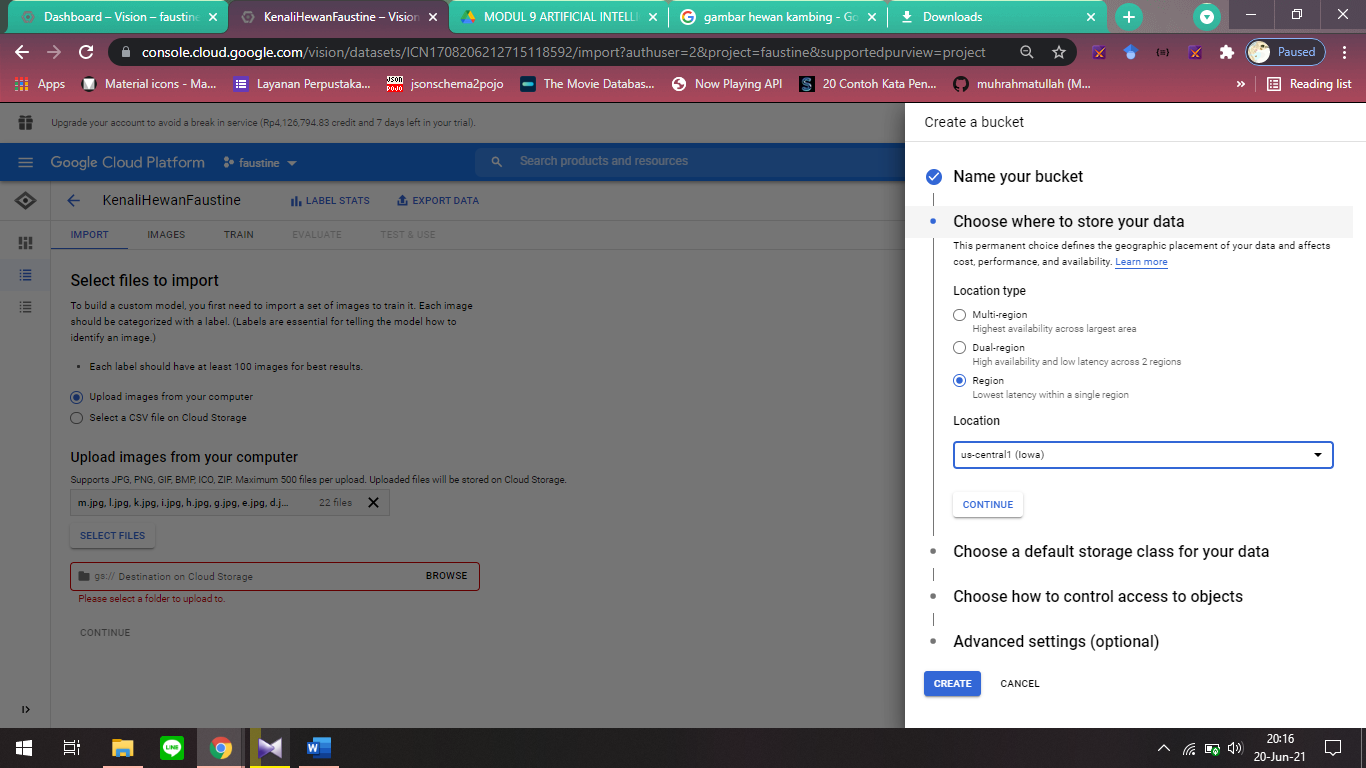 Dashboard – Vision – faustine
KenaliHewanFaustine – Vision
MODUL 9 ARTIFICIAL INTELLI
gambar hewan kambing - Go
Downloads
console.cloud.google.com/vision/datasets/ICN1708206212715118592/import?authuser=2&project=faustine&supportedpurview=project
Paused
Apps
Material icons - Ma...
Layanan Perpustaka...
jsonschema2pojo
The Movie Databas...
Now Playing API
20 Contoh Kata Pen...
muhrahmatullah (M...
»
Reading list
Upgrade your account to avoid a break in service (Rp4,126,794.83 credit and 7 days left in your trial).
Google Cloud Platform
faustine
Search products and resources
KenaliHewanFaustine
LABEL STATS
EXPORT DATA
IMPORT
IMAGES
TRAIN
EVALUATE
TEST & USE
Select files to import
To build a custom model, you first need to import a set of images to train it. Each image
should be categorized with a label. (Labels are essential for telling the model how to
identify an image.)
• Each label should have at least 100 images for best results.
Upload images from your computer
Select a CSV file on Cloud Storage
Upload images from your computer
Supports JPG, PNG, GIF, BMP, ICO, ZIP. Maximum 500 files per upload. Uploaded files will be stored on Cloud Storage.
m.jpg, l.jpg, k.jpg, i.jpg, h.jpg, g.jpg, e.jpg, d.j...
22 files
SELECT FILES
gs:// Destination on Cloud Storage
BROWSE
Please select a folder to upload to.
CONTINUE
Create a bucket
Name your bucket
Choose where to store your data
This permanent choice defines the geographic placement of your data and affects
cost, performance, and availability. Learn more
Location type
Multi-region
Highest availability across largest area
Dual-region
High availability and low latency across 2 regions
Region
Lowest latency within a single region
Location
us-central1 (Iowa)
CONTINUE
Choose a default storage class for your data
Choose how to control access to objects
Advanced settings (optional)
CREATE
CANCEL
LINE
20:16
20-Jun-21